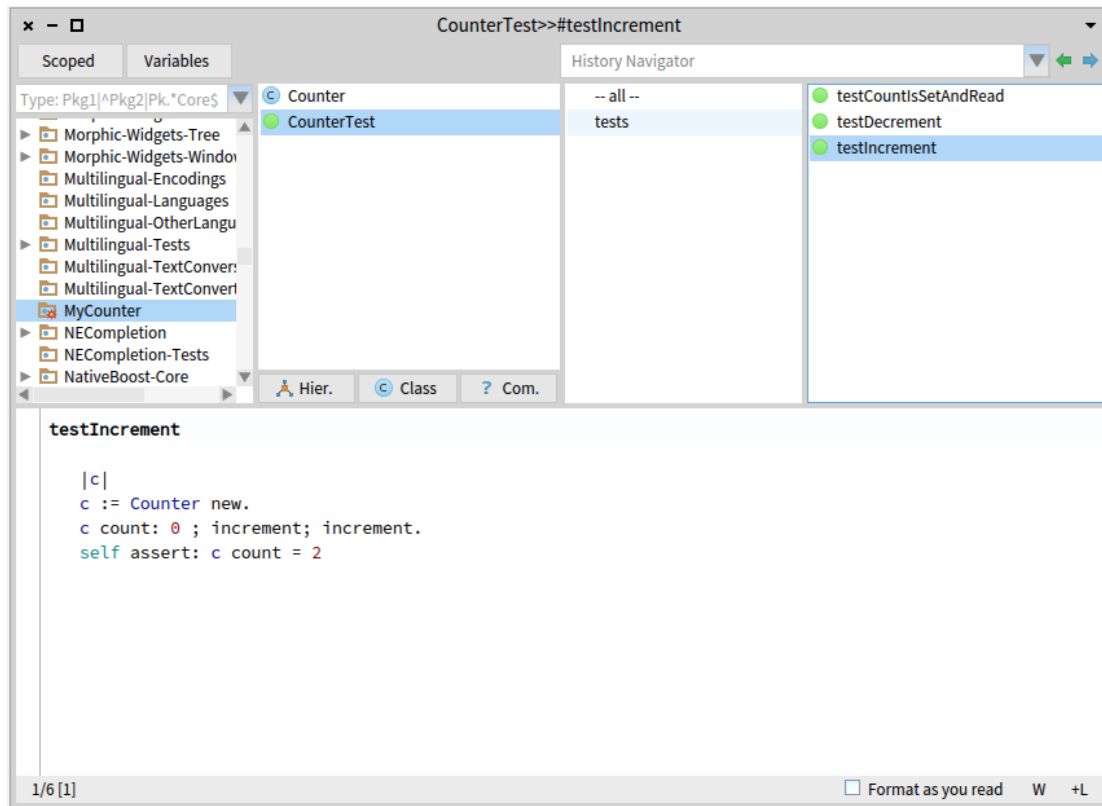 CounterTest>>#testIncrement
Scoped Variables History Navigator
Type: Pkg1|^Pkg2|Pk.*Core$
Morphic-Widgets-Tree
Morphic-Widgets-Window
Multilingual-Encodings
Multilingual-Languages
Multilingual-OtherLangu
Multilingual-Tests
Multilingual-TextConvers
Multilingual-TextConvert
MyCounter
NECompletion
NECompletion-Tests
NativeBoost-Core
Counter
CounterTest
Hier. Class ? Com.
-- all --
tests
testCountIsSetAndRead
testDecrement
testIncrement
testIncrement
|c|
c := Counter new.
c count: 0 ; increment; increment.
self assert: c count = 2
1/6 [1] Format as you read W +L